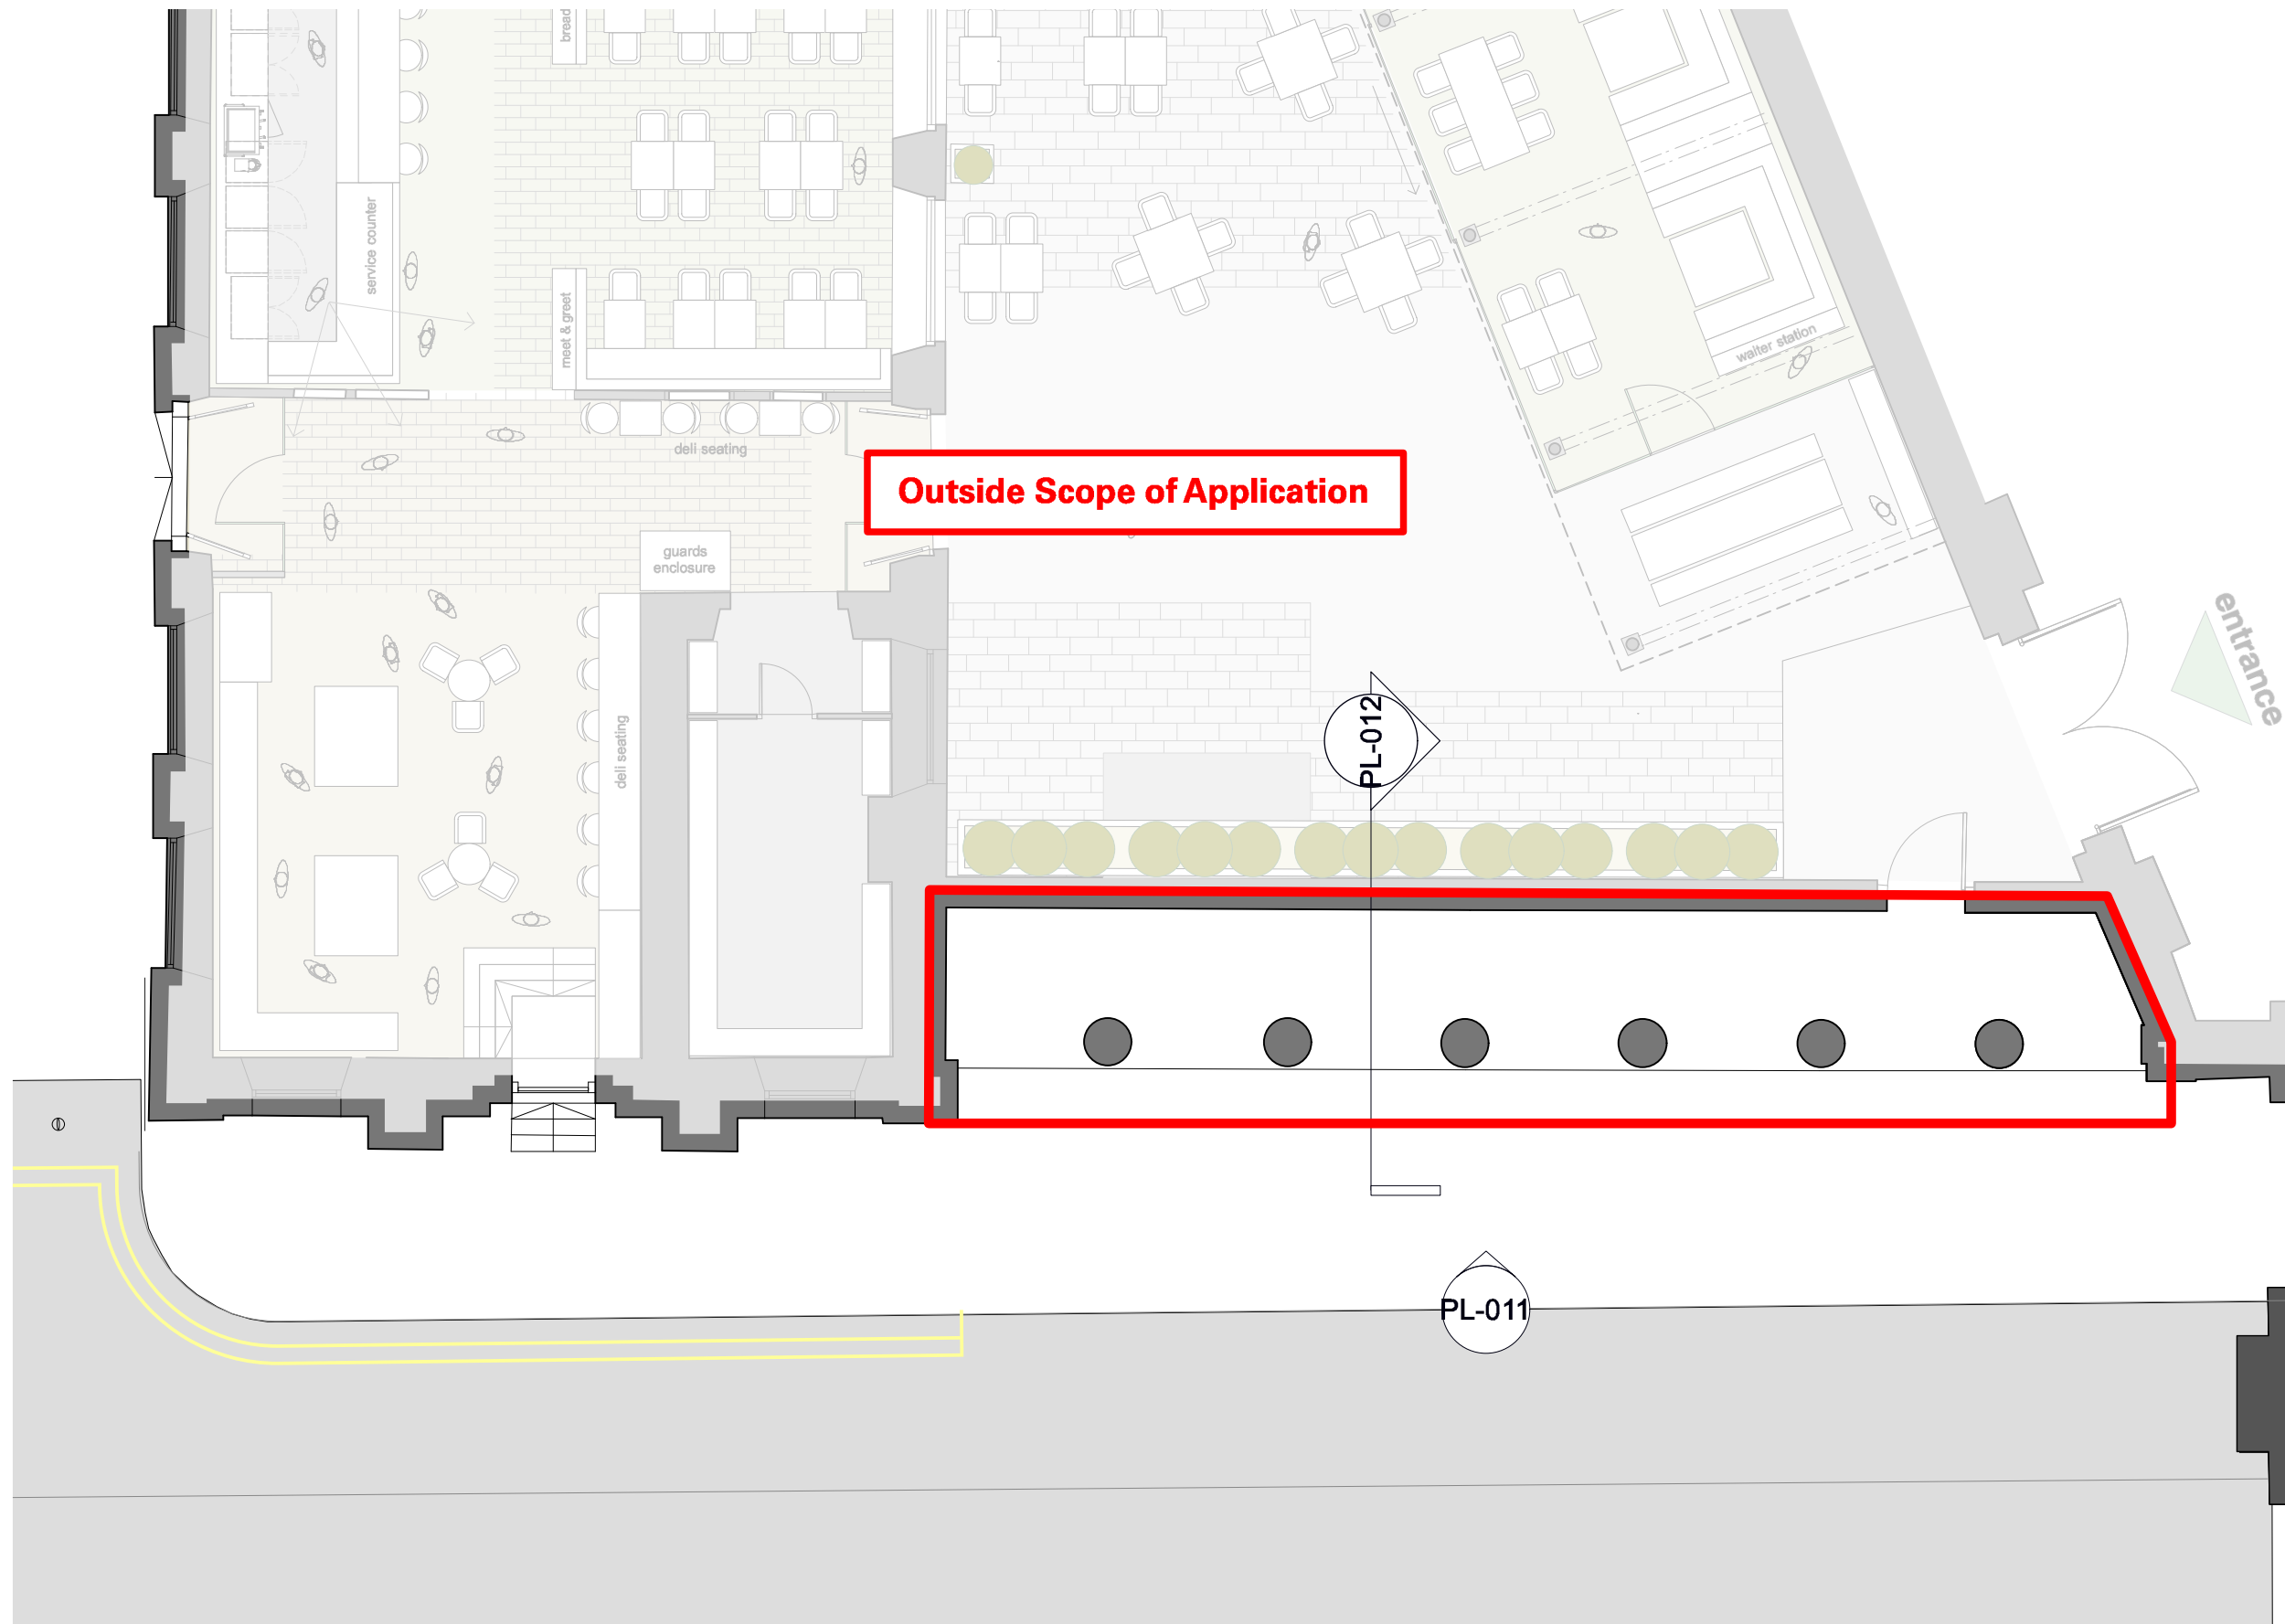 bread
service counter
meet & greet
waiter station
deli seating
Outside Scope of Application
guards
enclosure
entrance
deli seating
PL-012
PL-011